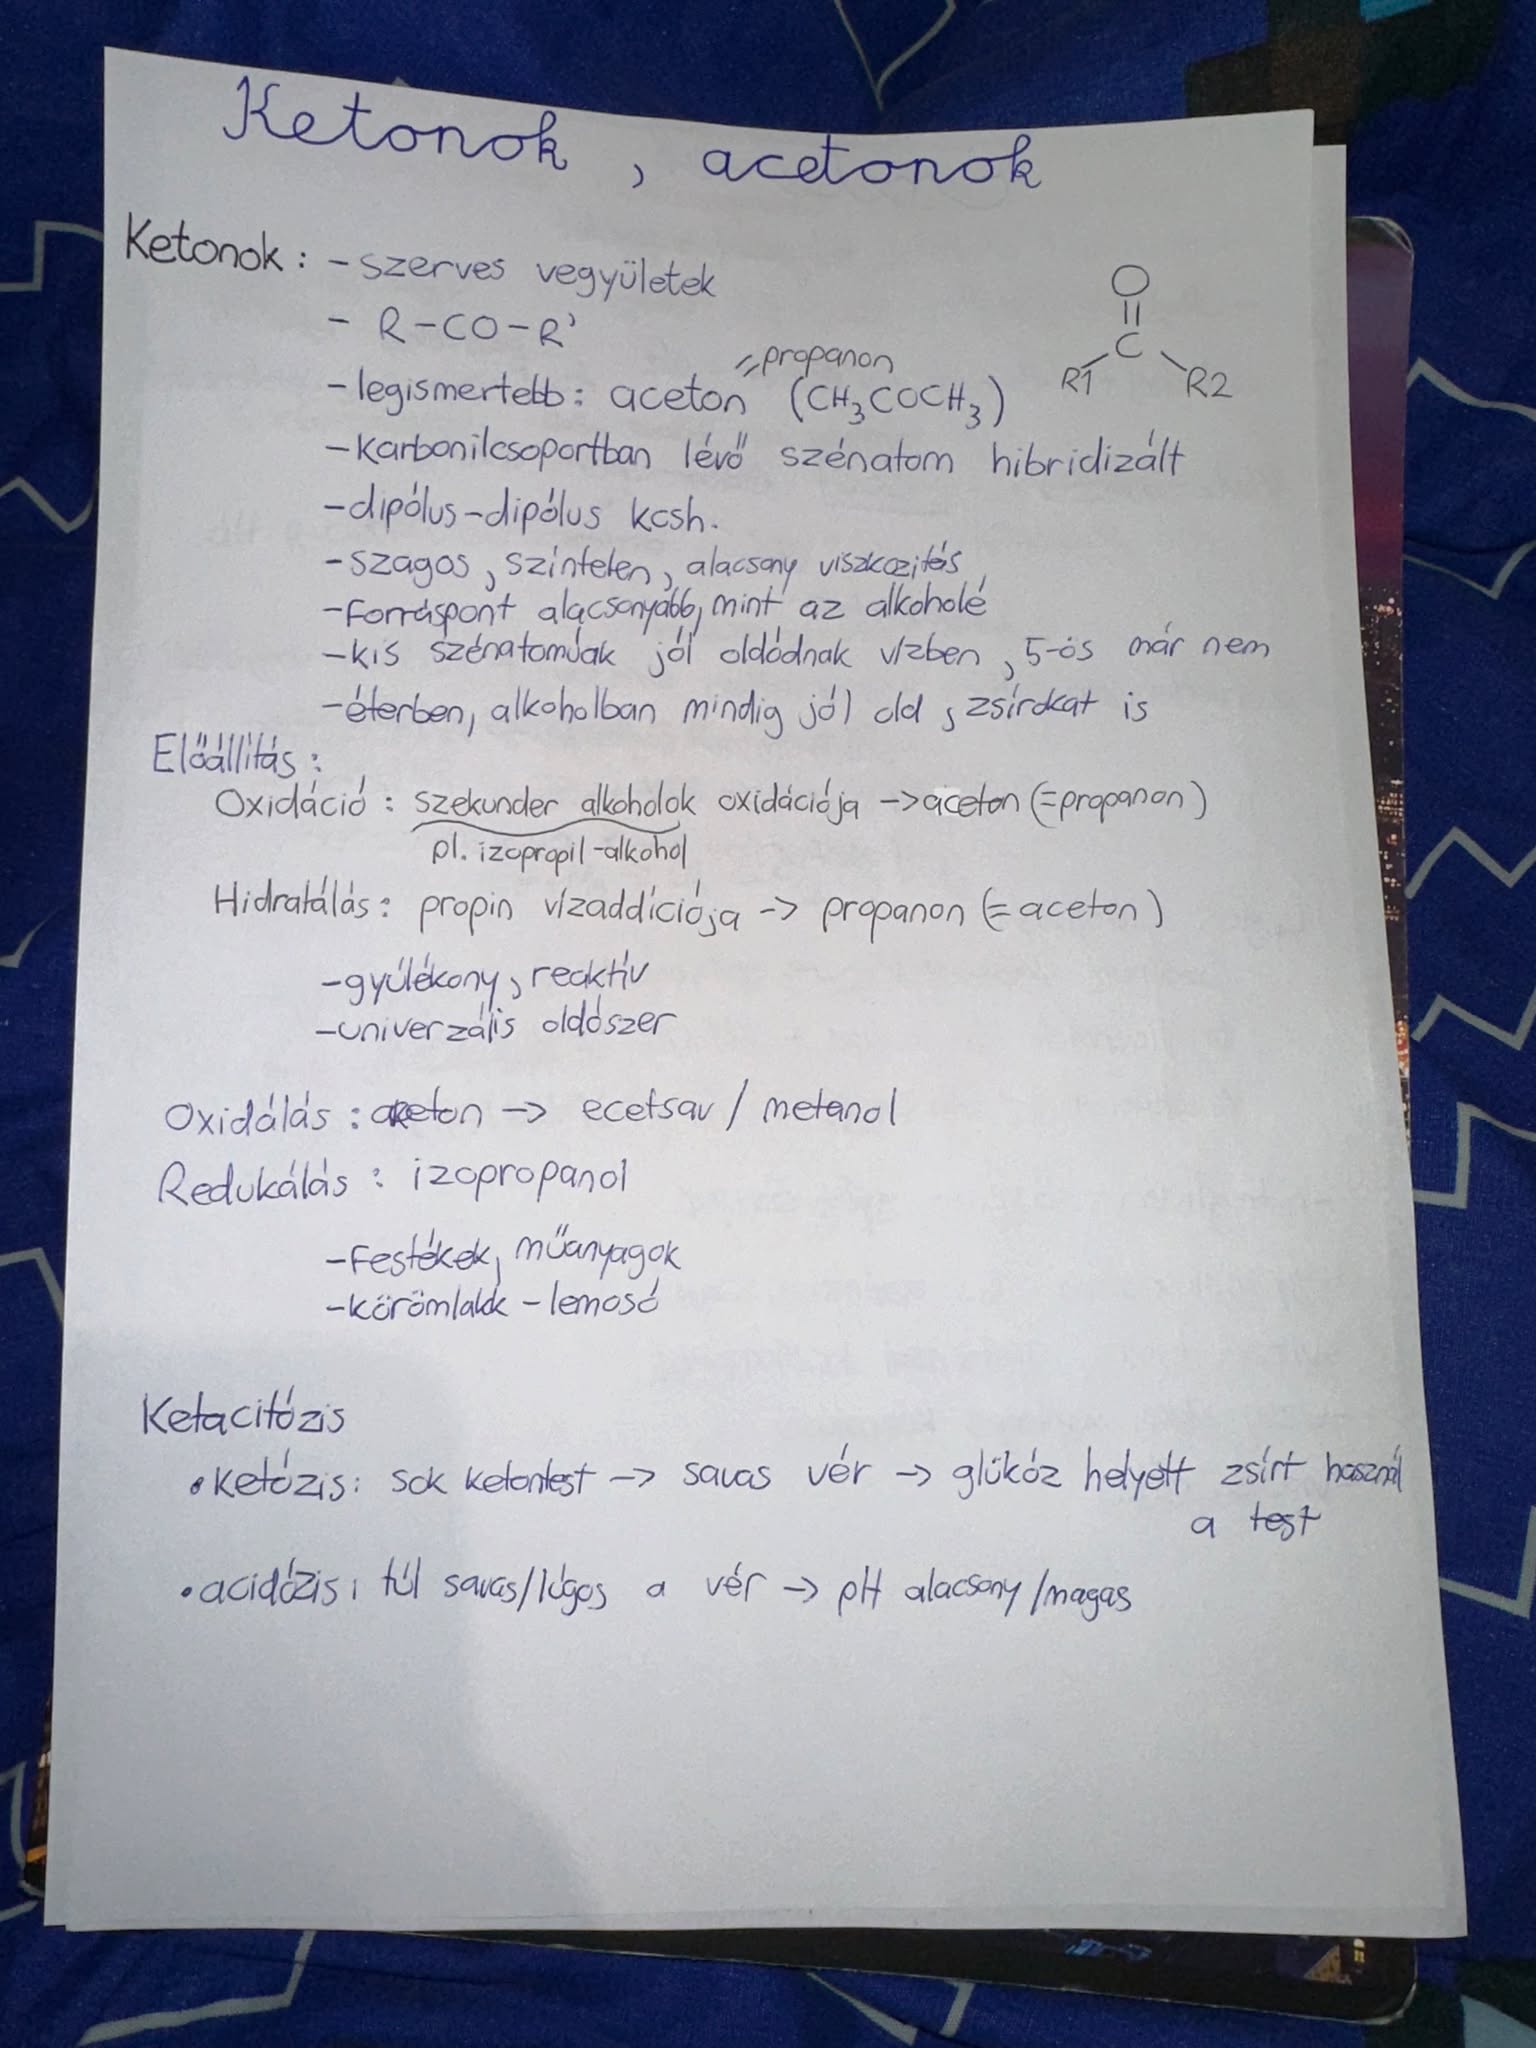 Ketonok, acetonok
Ketonok: - szerves vegyületek
- R-CO-R'
O
||
C
R1 R2
=propanon
- legismertebb: aceton (CH₃COCH₃)
- karbonilcsoportban lévő szénatom hibridizált
- dipólus-dipólus kcsh.
- szagos, színtelen, alacsony viszkozitás
- forráspont alacsonyabb, mint az alkoholé
- kis szénatomúak jól oldódnak vízben, 5-ös már nem
- éterben, alkoholban mindig jól old, zsírokat is
Előállítás:
Oxidáció: szekunder alkoholok oxidációja -> aceton (=propanon)
pl. izopropil-alkohol
Hidratálás: propin vízaddíciója -> propanon (=aceton)
- gyúlékony, reaktív
- univerzális oldószer
Oxidálás: aceton -> ecetsav / metanol
Redukálás: izopropanol
- festékek, műanyagok
- körömlakk-lemosó
Ketacitózis
• ketózis: sok ketontest -> savas vér -> glükóz helyett zsírt használ
a test
• acidózis: túl savas/lúgos a vér -> pH alacsony/magas